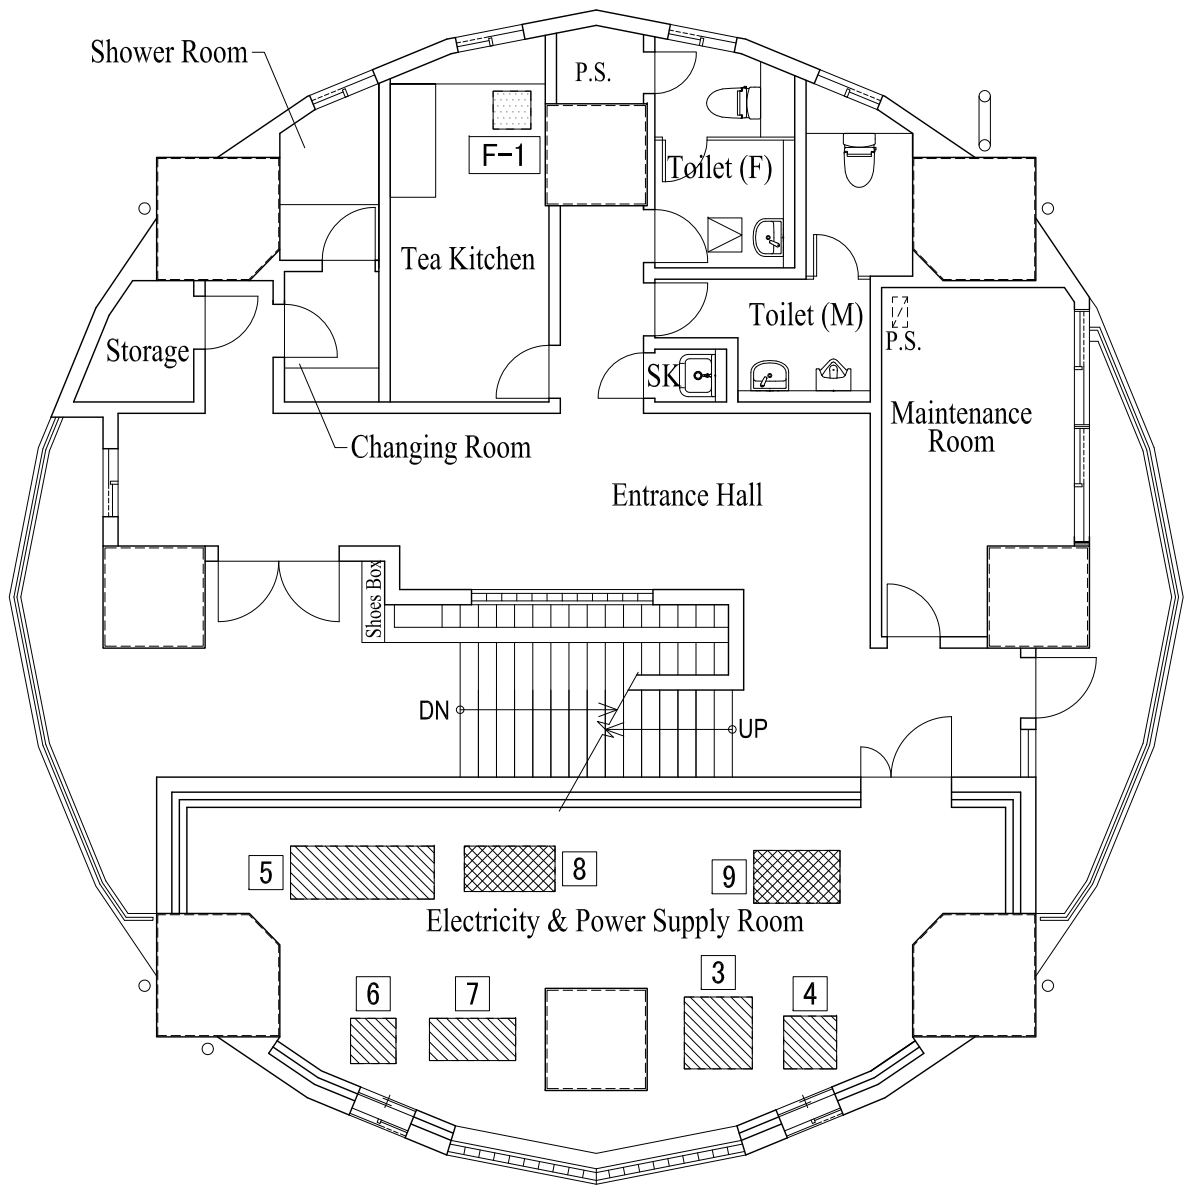 Shower Room
P.S.
F-1
Toilet (F)
Tea Kitchen
Toilet (M)
Storage
P.S.
SK
Maintenance
Room
Changing Room
Entrance Hall
Shoes Box
DN
UP
5
8
9
Electricity & Power Supply Room
3
6
7
4